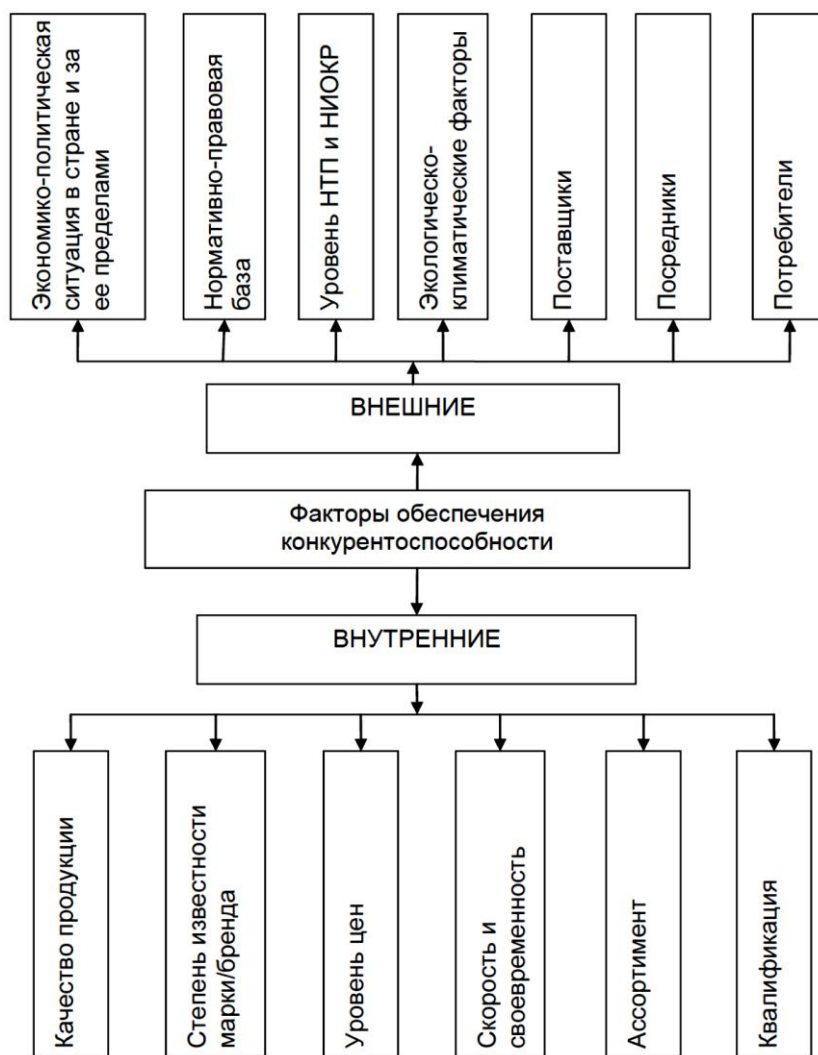 Экономико-политическая
ситуация в стране и за
ее пределами
Нормативно-правовая
база
Уровень НТП и НИОКР
Экологическо-
климатические факторы
Поставщики
Посредники
Потребители
ВНЕШНИЕ
Факторы обеспечения
конкурентоспособности
ВНУТРЕННИЕ
Качество продукции
Степень известности
марки/бренда
Уровень цен
Скорость и
своевременность
Ассортимент
Квалификация